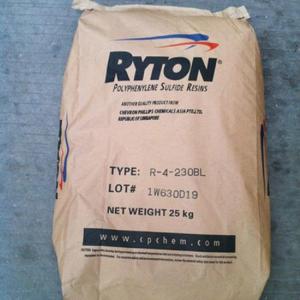 RYTON®
POLYPHENYLENE SULFIDE RESINS
ANOTHER QUALITY PRODUCT FROM
CHEVRON PHILLIPS CHEMICALS ASIA PTE.LTD.
REPUBLIC OF SINGAPORE
TYPE: R-4-230BL
LOT# 1W630D19
NET WEIGHT 25 kg
www.cpchem.com